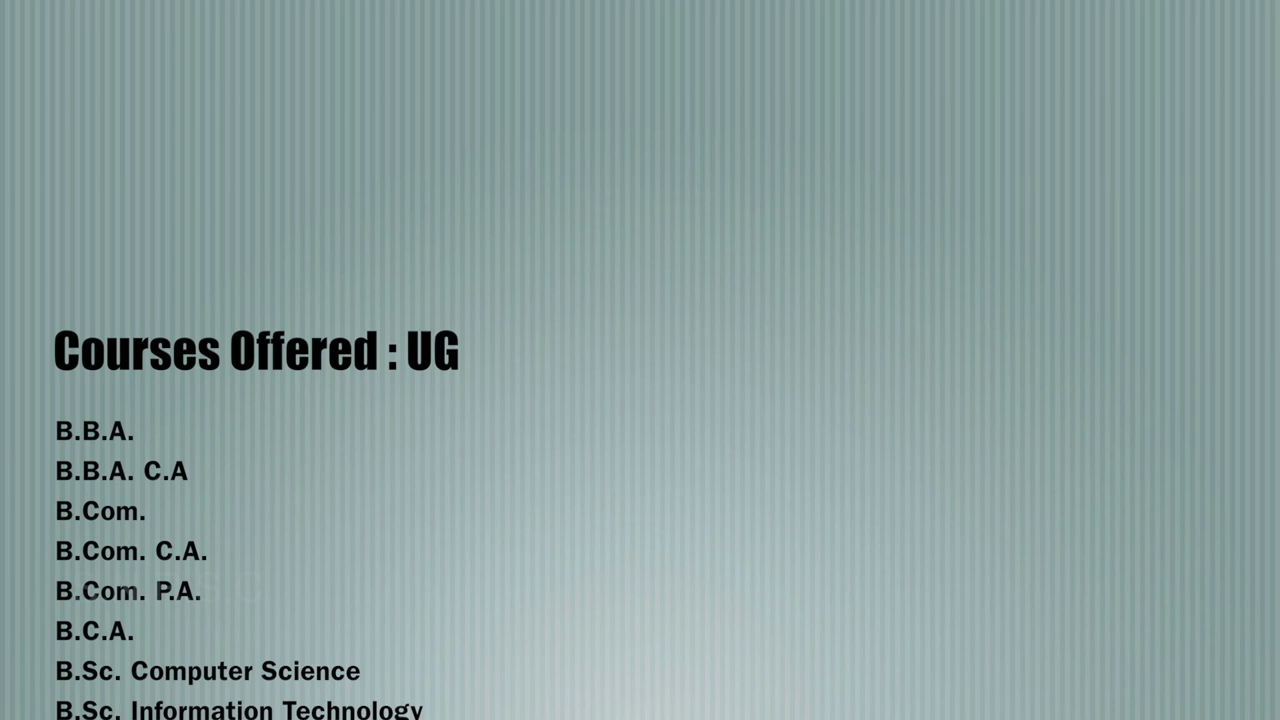 Courses Offered : UG
B.B.A.
B.B.A. C.A
B.Com.
B.Com. C.A.
B.Com. P.A.
B.C.A.
B.Sc. Computer Science
B.Sc. Information Technology